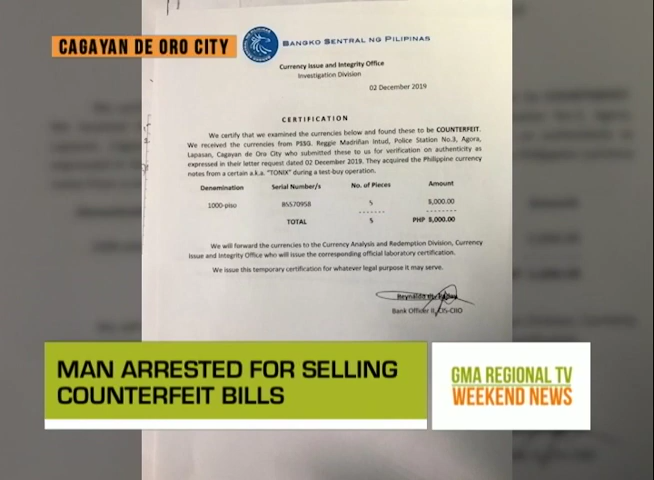 CAGAYAN DE ORO CITY
BANGKO SENTRAL NG PILIPINAS
Currency Issue and Integrity Office
Investigation Division
02 December 2019
CERTIFICATION
We certify that we examined the currencies below and found these to be COUNTERFEIT.
We received the currencies from PSSG. Reggie Madriñan Intud, Police Station No.3, Agora,
Lapasan, Cagayan de Oro City who submitted these to us for verification on authenticity as
expressed in their letter request dated 02 December 2019. They acquired the Philippine currency
notes from a certain a.k.a. "TONIX" during a test-buy operation.
Denomination Serial Number/s No. of Pieces Amount
1000-piso 5 5,000.00
TOTAL 5 PHP 5,000.00
We will forward the currencies to the Currency Analysis and Redemption Division, Currency
Issue and Integrity Office who will issue the corresponding official laboratory certification.
We issue this temporary certification for whatever legal purpose it may serve.
Bank Officer II
MAN ARRESTED FOR SELLING
COUNTERFEIT BILLS
GMA REGIONAL TV
WEEKEND NEWS